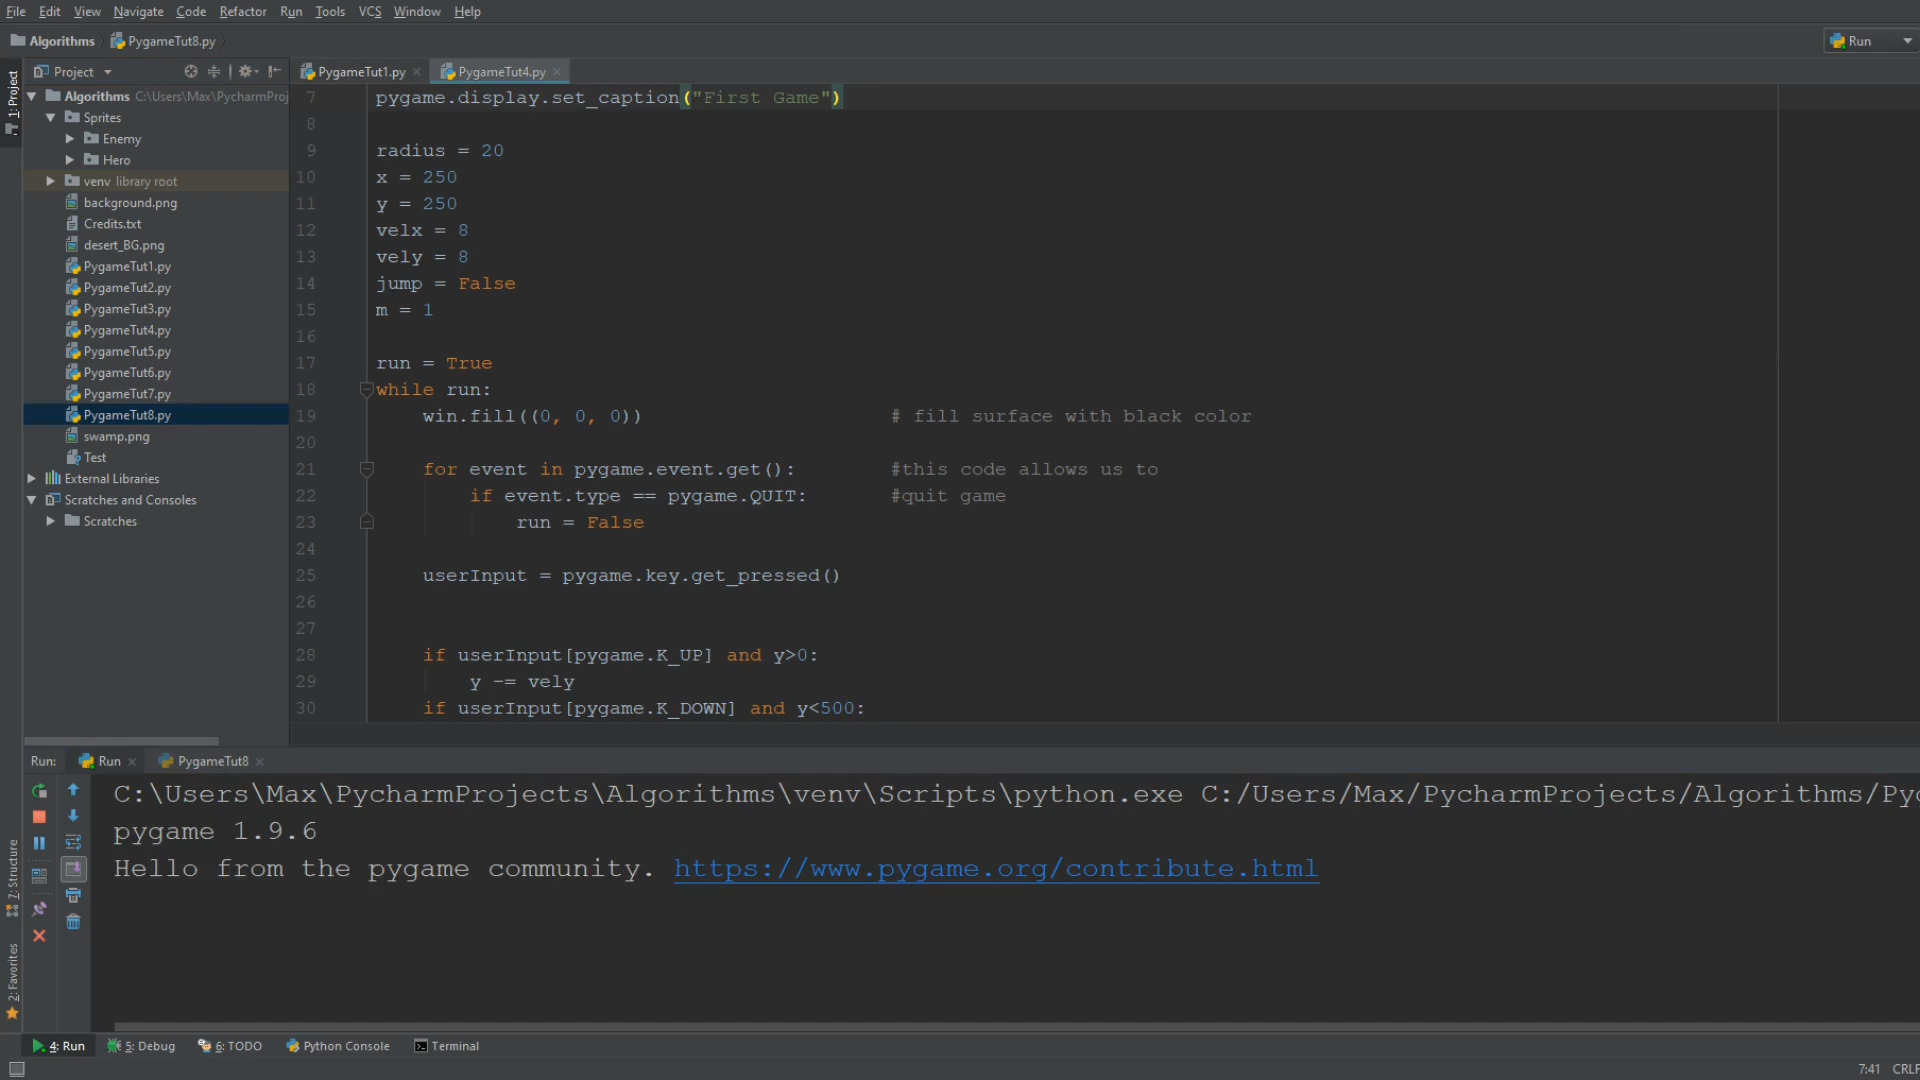 File Edit View Navigate Code Refactor Run Tools VCS Window Help
Algorithms PygameTut8.py Run
1: Project
Project PygameTut1.py PygameTut4.py
Algorithms C:\Users\Max\PycharmProj
Sprites
Enemy
Hero
venv library root
background.png
Credits.txt
desert_BG.png
PygameTut1.py
PygameTut2.py
PygameTut3.py
PygameTut4.py
PygameTut5.py
PygameTut6.py
PygameTut7.py
PygameTut8.py
swamp.png
Test
External Libraries
Scratches and Consoles
Scratches
7 pygame.display.set_caption("First Game")
8
9 radius = 20
10 x = 250
11 y = 250
12 velx = 8
13 vely = 8
14 jump = False
15 m = 1
16
17 run = True
18 while run:
19 win.fill((0, 0, 0)) # fill surface with black color
20
21 for event in pygame.event.get(): #this code allows us to
22 if event.type == pygame.QUIT: #quit game
23 run = False
24
25 userInput = pygame.key.get_pressed()
26
27
28 if userInput[pygame.K_UP] and y>0:
29 y -= vely
30 if userInput[pygame.K_DOWN] and y<500:
Run: Run PygameTut8
C:\Users\Max\PycharmProjects\Algorithms\venv\Scripts\python.exe C:/Users/Max/PycharmProjects/Algorithms/Pyc
pygame 1.9.6
Hello from the pygame community. https://www.pygame.org/contribute.html
7: Structure
2: Favorites
4: Run 5: Debug 6: TODO Python Console Terminal
7:41 CRLF